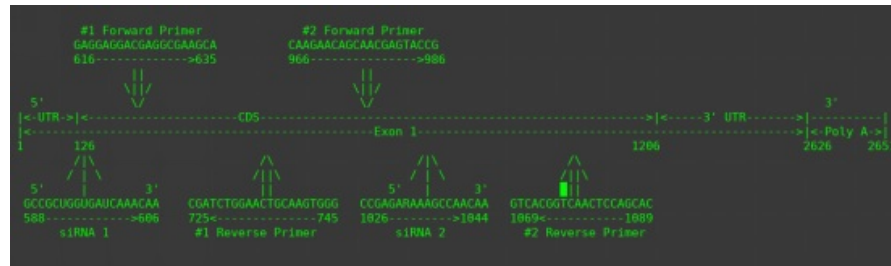 #1 Forward Primer #2 Forward Primer
GAGGAGGACGAGGCGAAGCA CAAGAACAGCAACGAGTACCG
616------------->635 966-------------->986
||
||
\||/
\||/
\/
\/
5' 3'
|<-UTR->|<------------------------CDS---------------------------------------------------------->|<-----3' UTR------->|-----------|
|<---------------------------------------------------------Exon 1----------------------------------------------------------->|<-Poly A->|
1 126 1206 2626 265
/|\ /\ /|\ /\
/ | \ /||\ / | \ /||\
5' | 3' || 5' | 3' ||
GCCGCUGGUGAUCAAACAA CGATCTGGAACTGCAAGTGGG CCGAGARAAAGCCAACAA GTCACGGTCAACTCCAGCAC
588------------->606 725<------------745 1026----------->1044 1069<-----------1089
siRNA 1 #1 Reverse Primer siRNA 2 #2 Reverse Primer